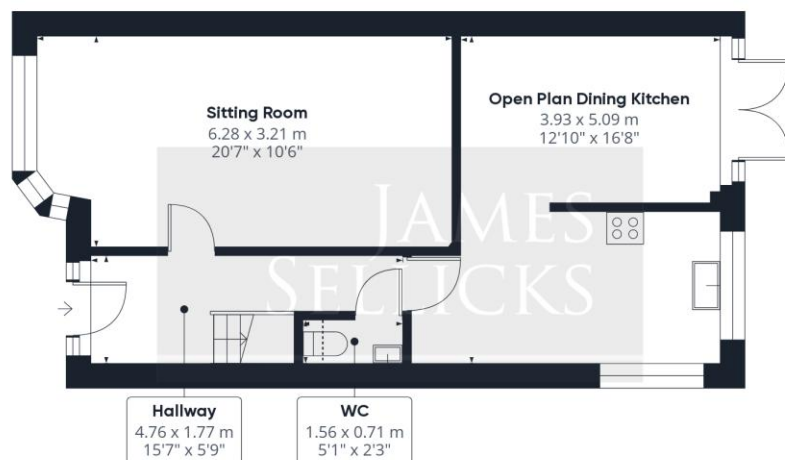 Sitting Room
6.28 x 3.21 m
20'7" x 10'6"
Open Plan Dining Kitchen
3.93 x 5.09 m
12'10" x 16'8"
JAMES
SELLICKS
Hallway
4.76 x 1.77 m
15'7" x 5'9"
WC
1.56 x 0.71 m
5'1" x 2'3"